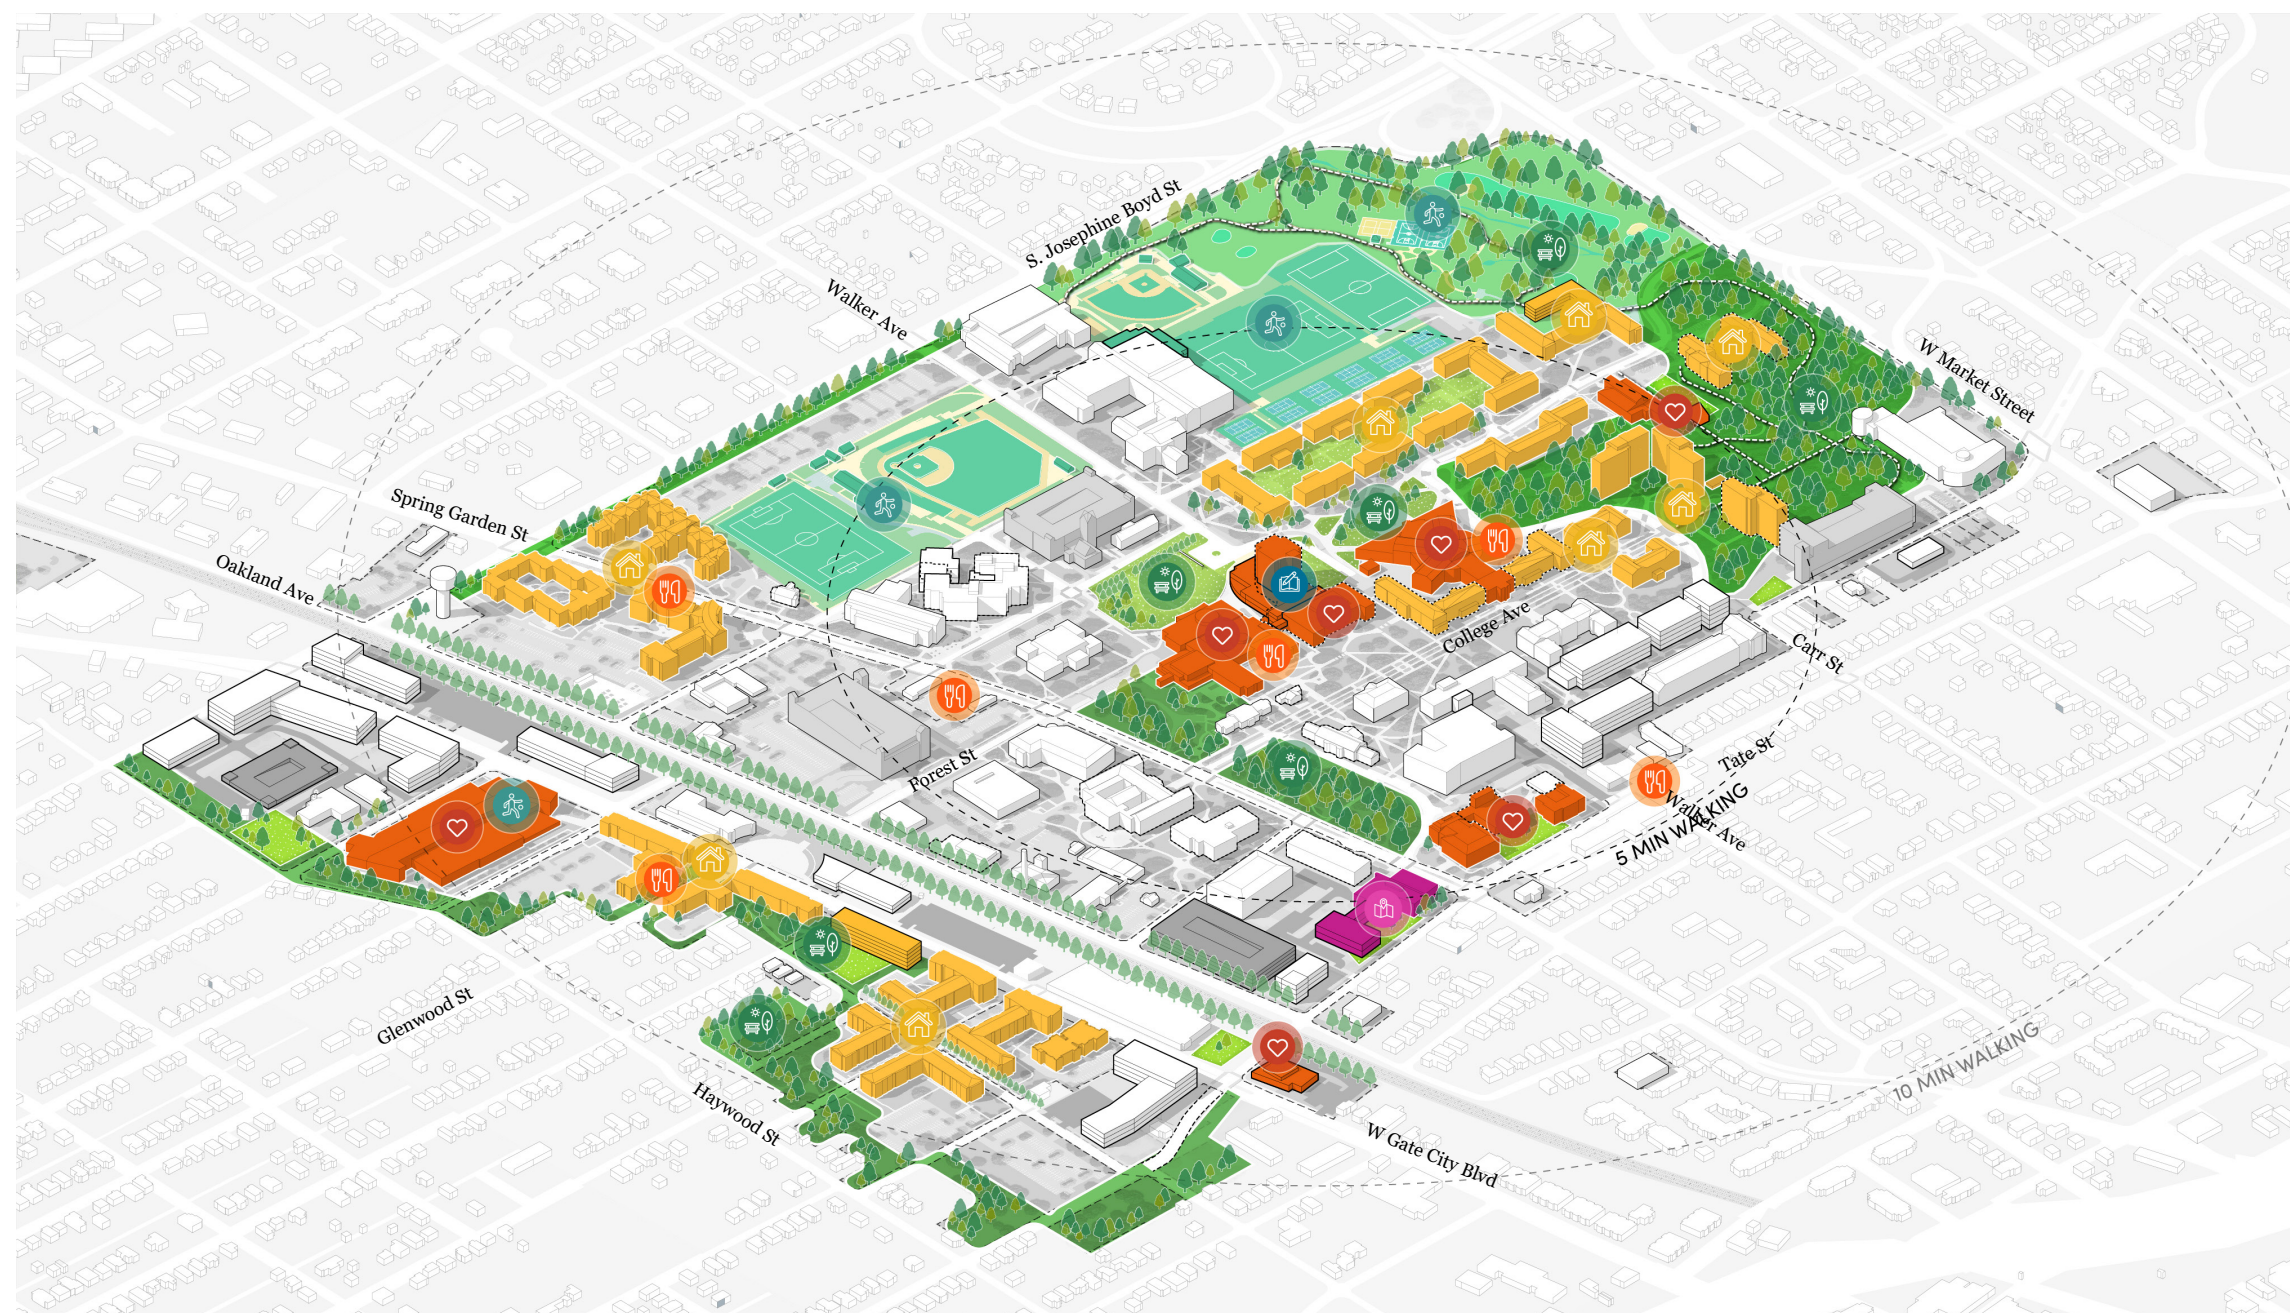 S. Josephine Boyd St
Walker Ave
W Market Street
Spring Garden St
Oakland Ave
College Ave
Carr St
Forest St
Tate St
Walker Ave
5 MIN WALKING
Glenwood St
10 MIN WALKING
Haywood St
W Gate City Blvd